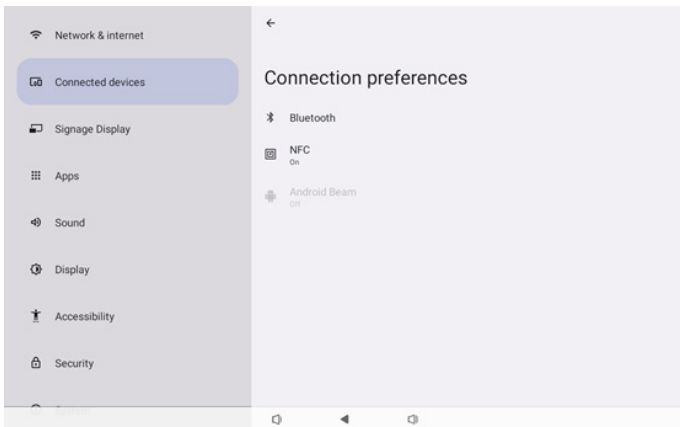 Network & internet
Connected devices
Signage Display
Apps
Sound
Display
Accessibility
Security
Connection preferences
Bluetooth
NFC
On
Android Beam
Off